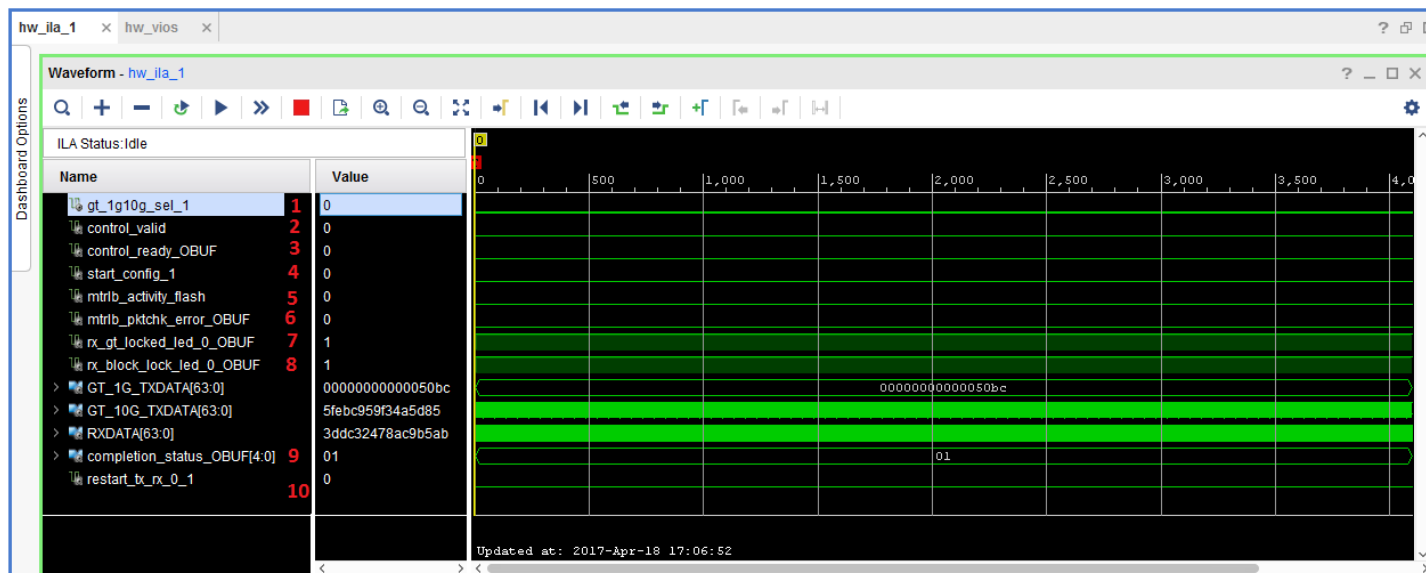 hw_ila_1 × hw_vios ×
?
Dashboard Options
Waveform - hw_ila_1
?
ILA Status:Idle
0
Name Value
0 500 1,000 1,500 2,000 2,500 3,000 3,500 4,0
gt_1g10g_sel_1 1 0
control_valid 2 0
control_ready_OBUF 3 0
start_config_1 4 0
mtrlb_activity_flash 5 0
mtrlb_pktchk_error_OBUF 6 0
rx_gt_locked_led_0_OBUF 7 1
rx_block_lock_led_0_OBUF 8 1
GT_1G_TXDATA[63:0] 00000000000050bc 00000000000050bc
GT_10G_TXDATA[63:0] 5febc959f34a5d85
RXDATA[63:0] 3ddc32478ac9b5ab
completion_status_OBUF[4:0] 9 01 01
restart_tx_rx_0_1 10 0
Updated at: 2017-Apr-18 17:06:52